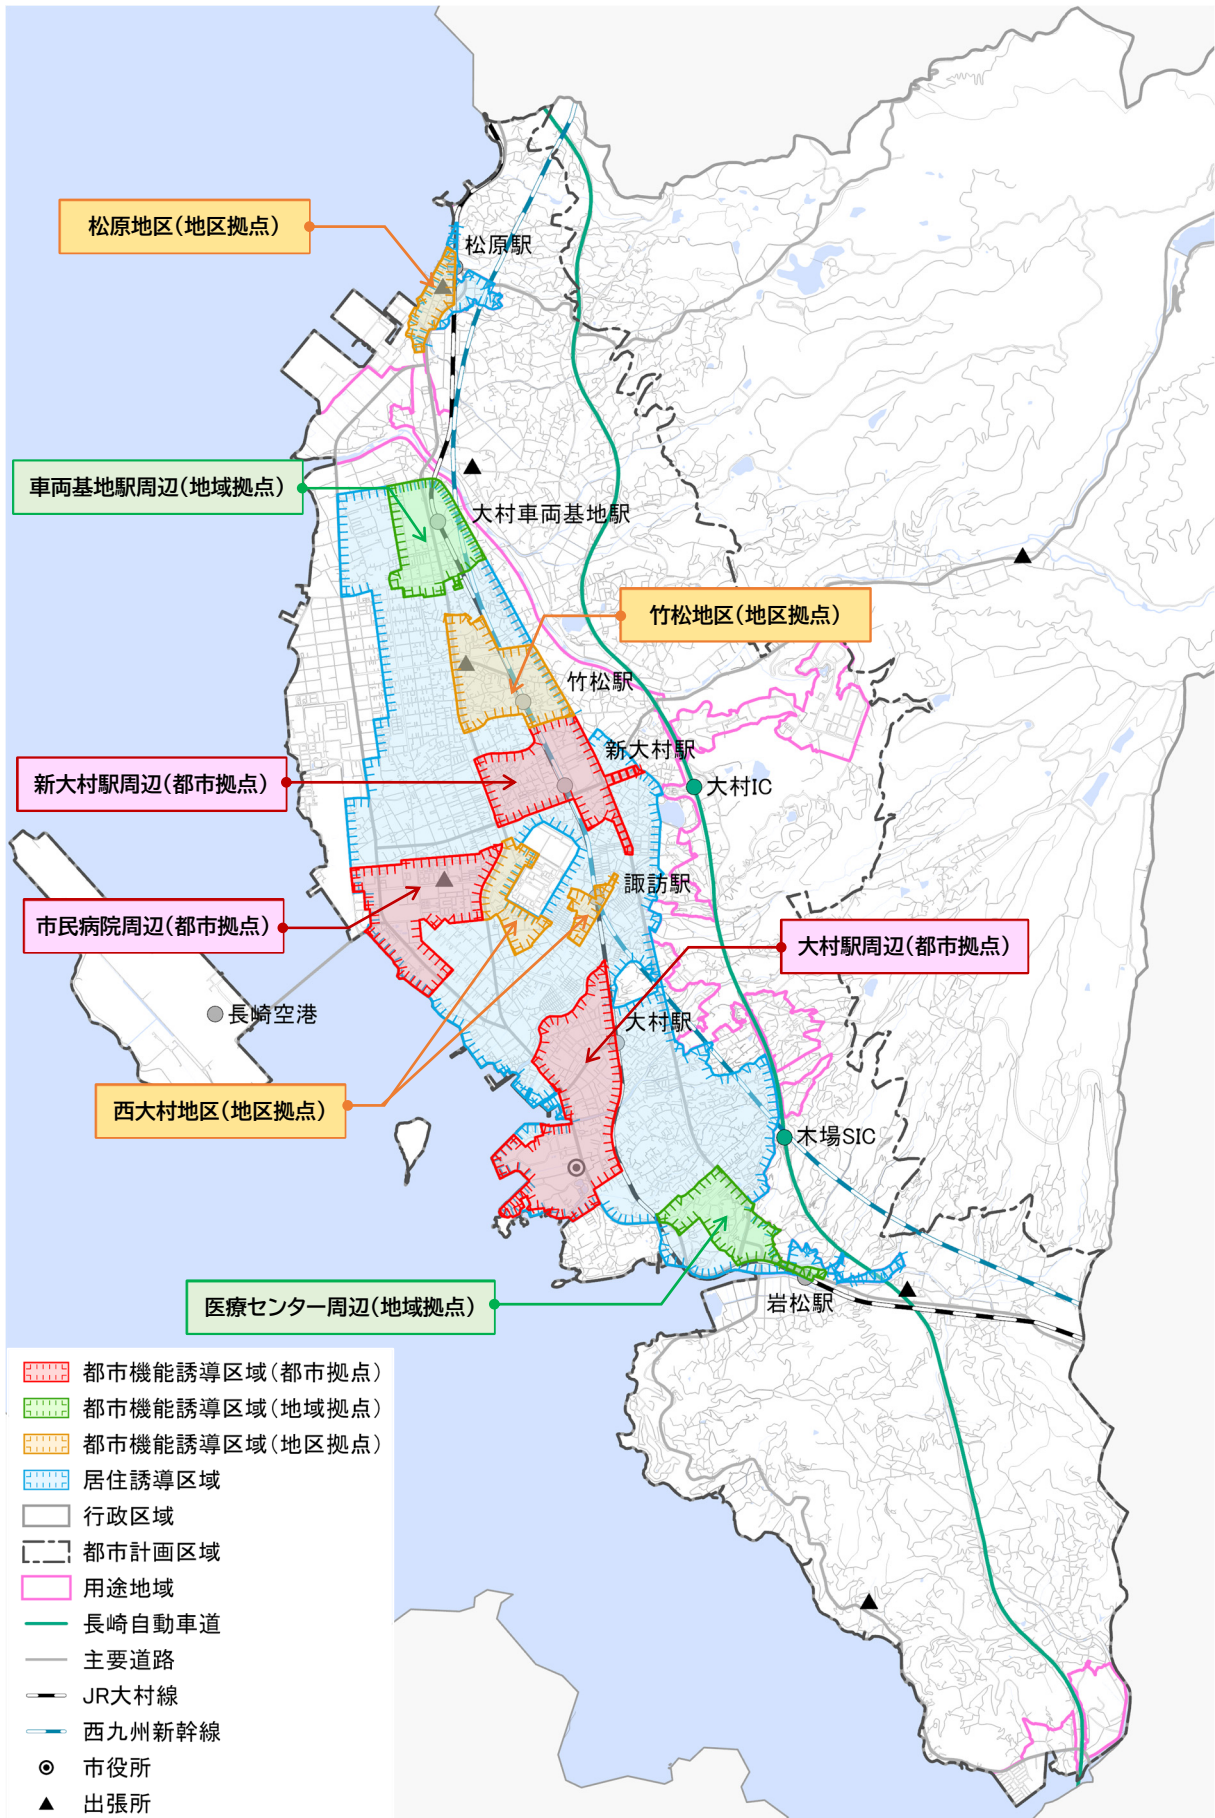 松原地区(地区拠点)
松原駅
車両基地駅周辺(地域拠点)
大村車両基地駅
竹松地区(地区拠点)
竹松駅
新大村駅
新大村駅周辺(都市拠点)
大村IC
諏訪駅
市民病院周辺(都市拠点)
大村駅周辺(都市拠点)
長崎空港
大村駅
西大村地区(地区拠点)
木場SIC
医療センター周辺(地域拠点)
岩松駅
都市機能誘導区域(都市拠点)
都市機能誘導区域(地域拠点)
都市機能誘導区域(地区拠点)
居住誘導区域
行政区域
都市計画区域
用途地域
長崎自動車道
主要道路
JR大村線
西九州新幹線
市役所
出張所